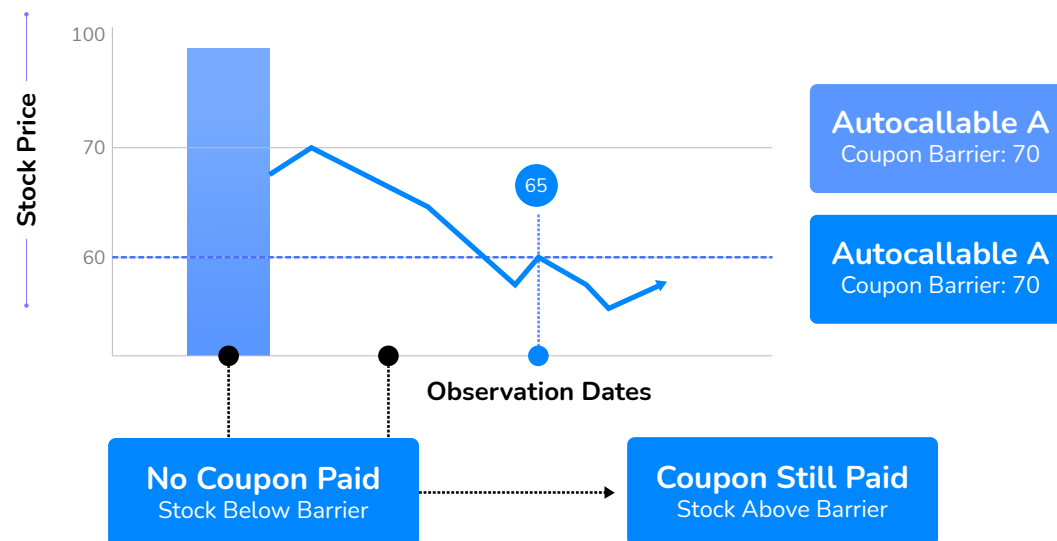 Stock Price
100
70
60
65
Autocallable A
Coupon Barrier: 70
Autocallable A
Coupon Barrier: 70
Observation Dates
No Coupon Paid
Stock Below Barrier
Coupon Still Paid
Stock Above Barrier